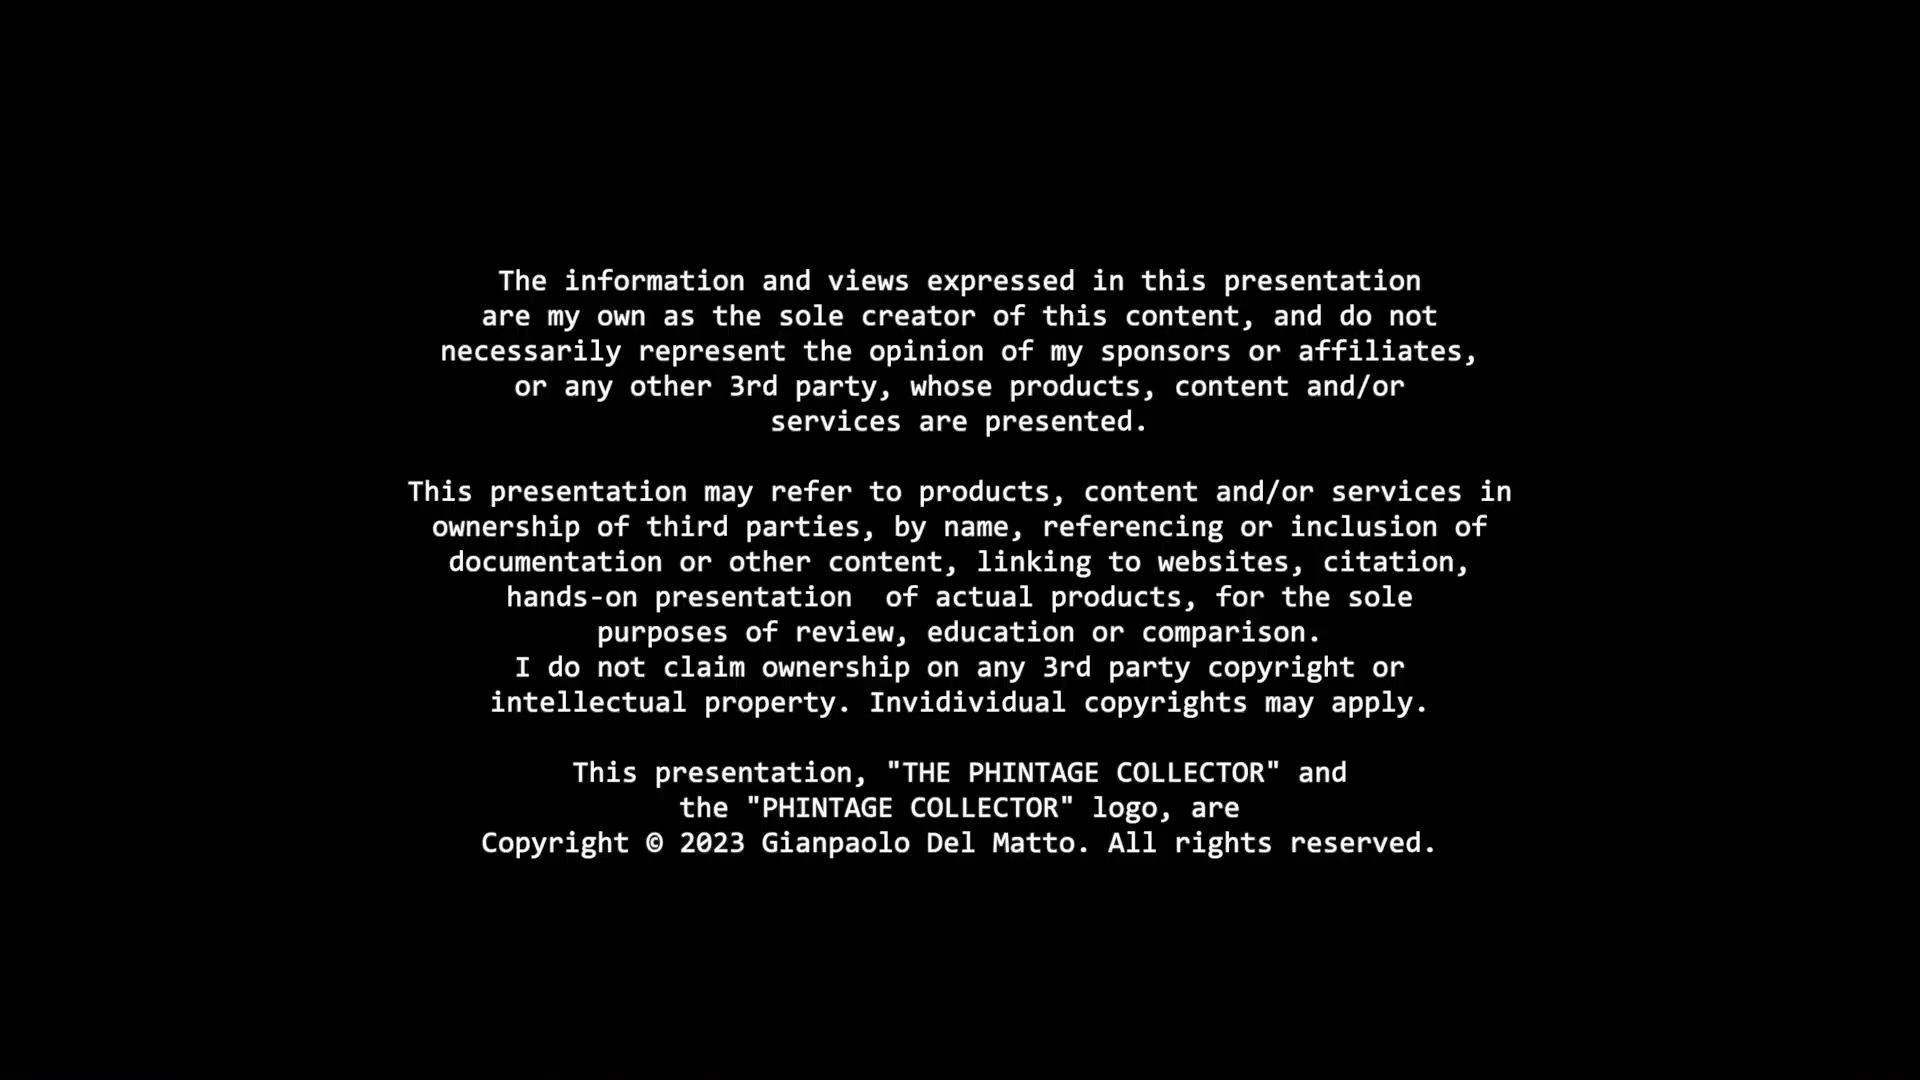 The information and views expressed in this presentation
are my own as the sole creator of this content, and do not
necessarily represent the opinion of my sponsors or affiliates,
or any other 3rd party, whose products, content and/or
services are presented.
This presentation may refer to products, content and/or services in
ownership of third parties, by name, referencing or inclusion of
documentation or other content, linking to websites, citation,
hands-on presentation  of actual products, for the sole
purposes of review, education or comparison.
I do not claim ownership on any 3rd party copyright or
intellectual property. Invidividual copyrights may apply.
This presentation, "THE PHINTAGE COLLECTOR" and
the "PHINTAGE COLLECTOR" logo, are
Copyright © 2023 Gianpaolo Del Matto. All rights reserved.